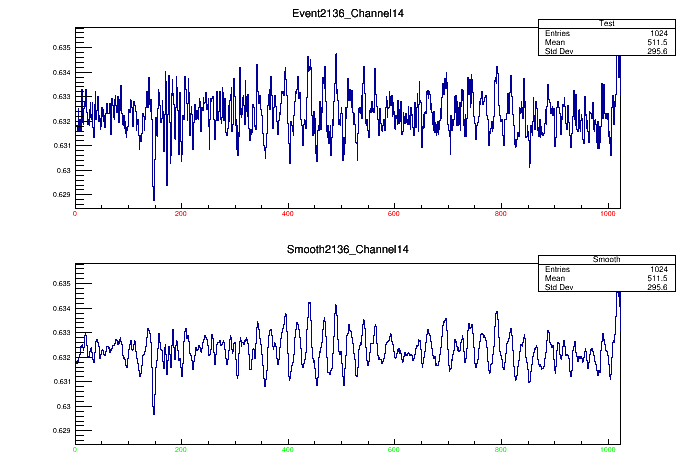 Event2136_Channel14
Test
Entries 1024
Mean 511.5
Std Dev 295.6
0.635
0.634
0.633
0.632
0.631
0.63
0.629
0 200 400 600 800 1000
Smooth2136_Channel14
Smooth
Entries 1024
Mean 511.5
Std Dev 295.6
0.635
0.634
0.633
0.632
0.631
0.63
0.629
0 200 400 600 800 1000